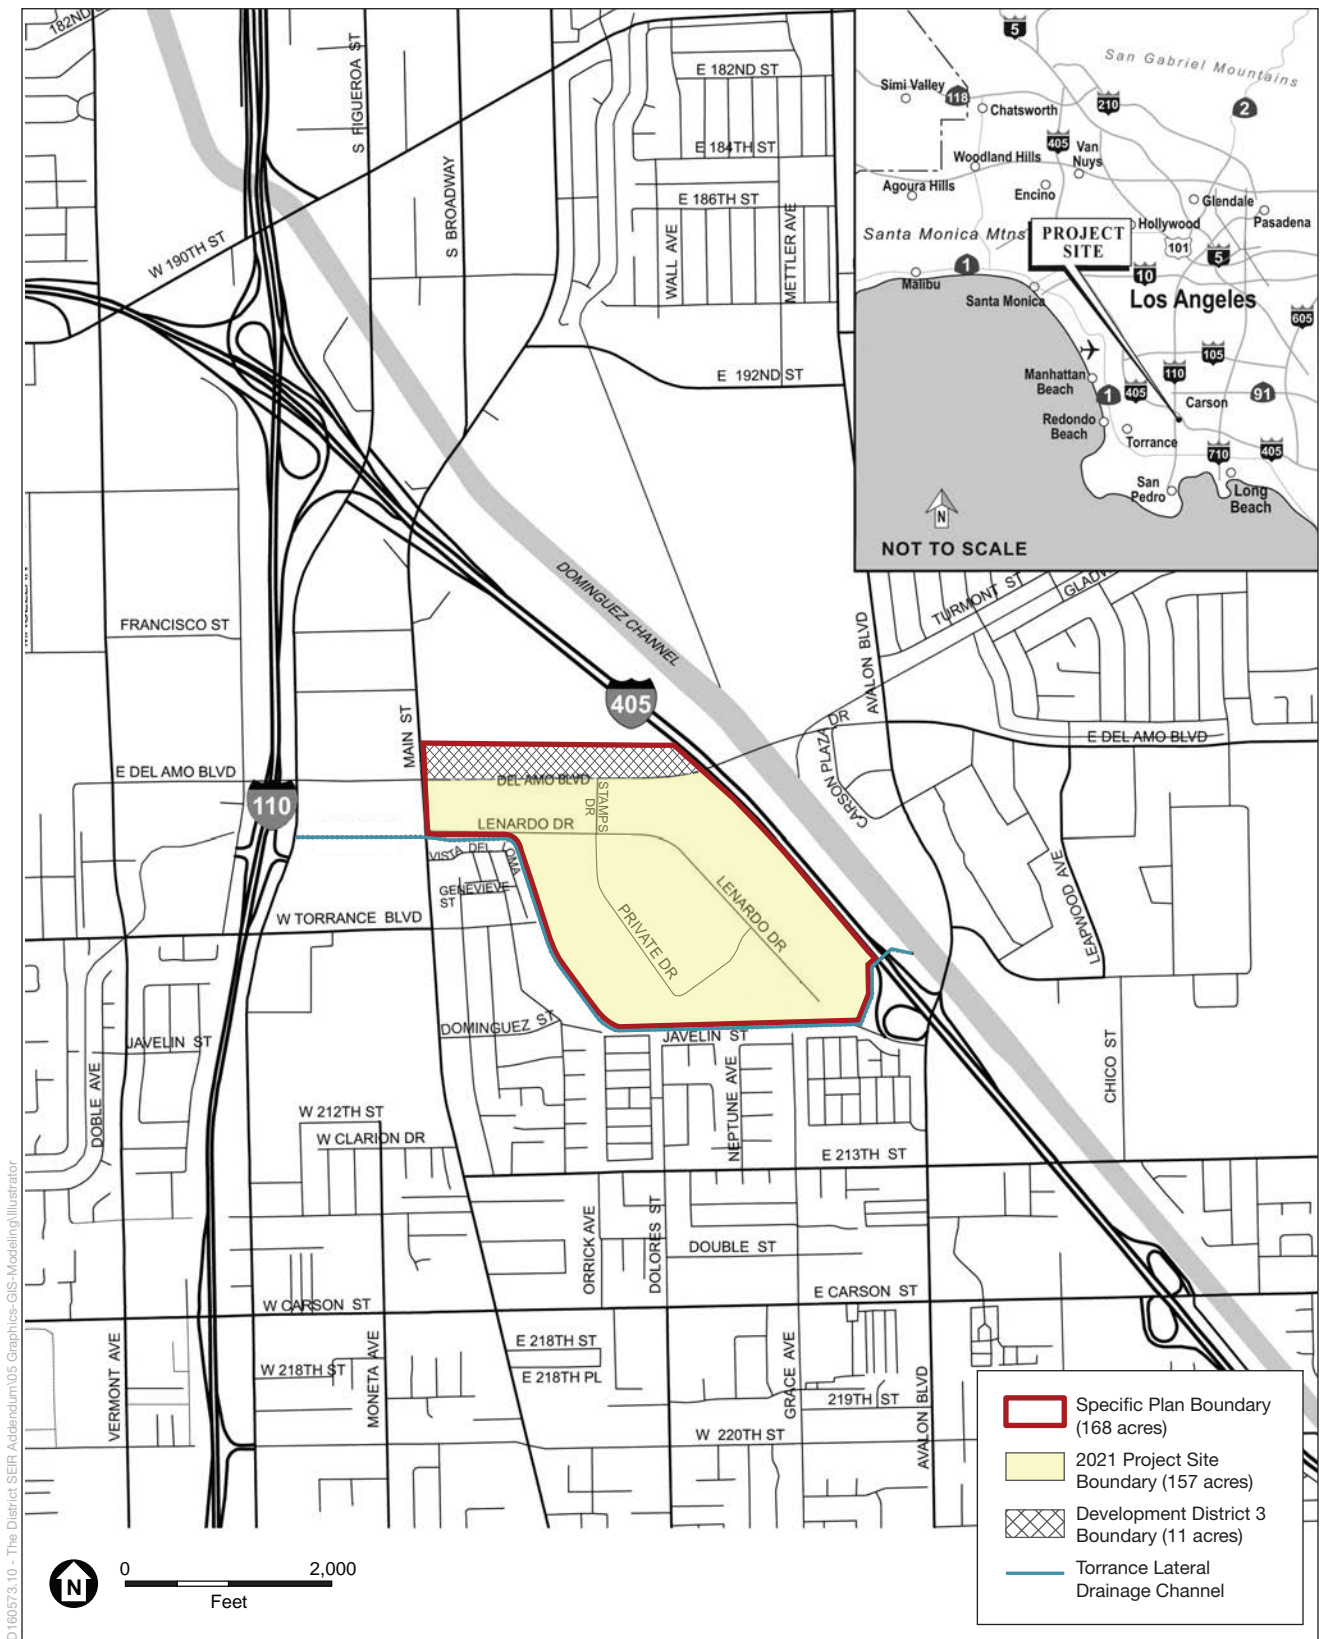 182ND
S FIGUEROA ST
S BROADWAY
E 182ND ST
E 184TH ST
E 186TH ST
WALL AVE
METTLER AVE
W 190TH ST
E 192ND ST
5
San Gabriel Mountains
Simi Valley
118
Chatsworth
210
2
405
Van
Nuys
Woodland Hills
Agoura Hills
Encino
Glendale
Pasadena
Hollywood
Santa Monica Mtns
PROJECT
SITE
101
5
1
10
Malibu
Santa Monica
Los Angeles
605
105
110
Manhattan
Beach
1
405
Carson
91
Redondo
Beach
Torrance
710
405
San
Pedro
Long
Beach
N
NOT TO SCALE
DOMINGUEZ CHANNEL
TURMONT ST
FRANCISCO ST
AVALON BLVD
405
MAIN ST
CARSON PLAZA DR
E DEL AMO BLVD
E DEL AMO BLVD
DEL AMO BLVD
STAMPS
DR
110
LENARDO DR
VISTA DEL
LOMA
GENEVIEVE
ST
LENARDO DR
PRIVATE DR
W TORRANCE BLVD
LEAPWOOD AVE
DOMINGUEZ ST
JAVELIN ST
JAVELIN ST
DOBLE AVE
NEPTUNE AVE
CHICO ST
W 212TH ST
W CLARION DR
E 213TH ST
ORRICK AVE
DOLORES ST
DOUBLE ST
W CARSON ST
E CARSON ST
VERMONT AVE
MONETA AVE
W 218TH ST
E 218TH ST
E 218TH PL
GRACE AVE
219TH ST
AVALON BLVD
W 220TH ST
Specific Plan Boundary
(168 acres)
2021 Project Site
Boundary (157 acres)
Development District 3
Boundary (11 acres)
Torrance Lateral
Drainage Channel
N
0
2,000
Feet
D160573.10 - The District SEIR Addendum\05 Graphics-GIS-Modeling\Illustrator